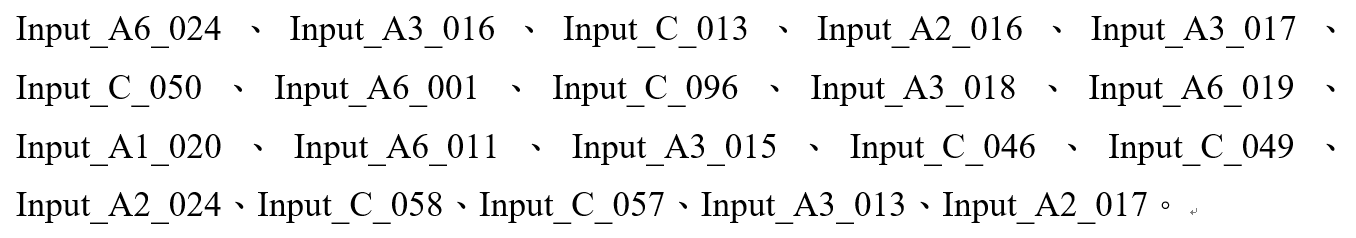 Input_A6_024、Input_A3_016、Input_C_013、Input_A2_016、Input_A3_017、
Input_C_050、Input_A6_001、Input_C_096、Input_A3_018、Input_A6_019、
Input_A1_020、Input_A6_011、Input_A3_015、Input_C_046、Input_C_049、
Input_A2_024、Input_C_058、Input_C_057、Input_A3_013、Input_A2_017。